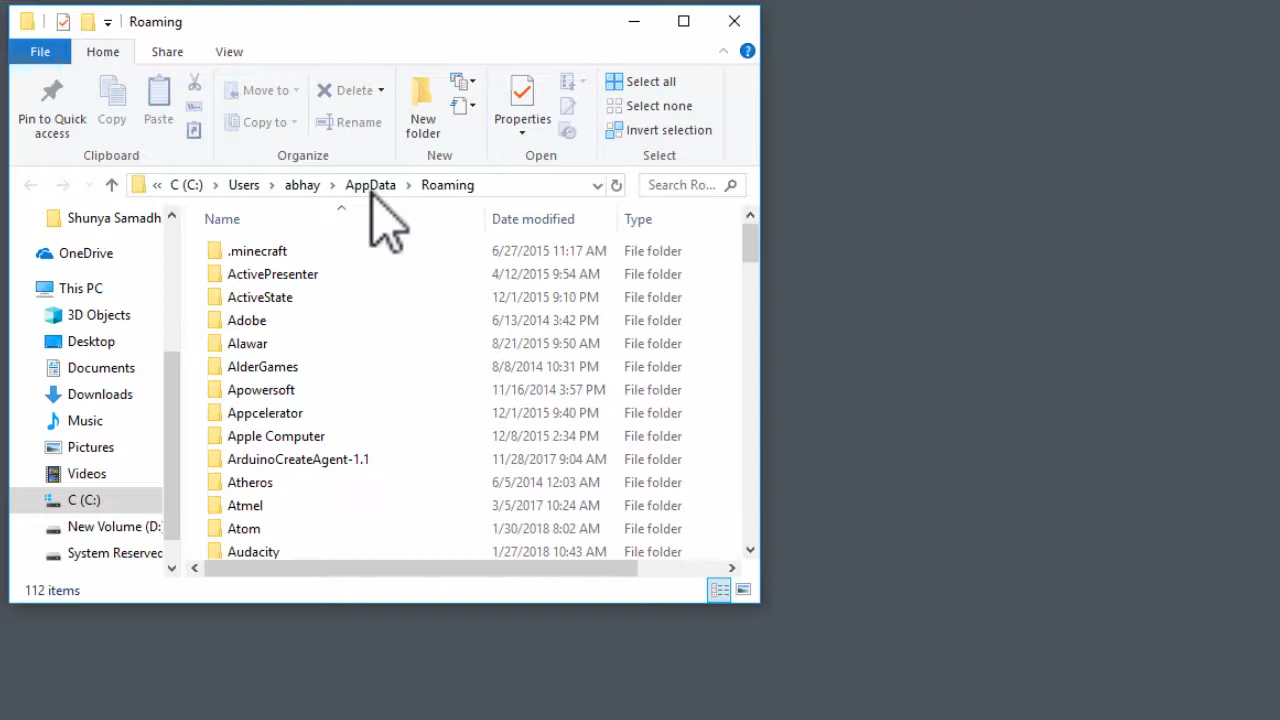 Roaming
File Home Share View
Pin to Quick access
Copy
Paste
Clipboard
Move to
Copy to
Delete
Rename
Organize
New folder
New
Properties
Open
Select all
Select none
Invert selection
Select
« C (C:) > Users > abhay > AppData > Roaming
Search Ro...
Shunya Samadh
OneDrive
This PC
3D Objects
Desktop
Documents
Downloads
Music
Pictures
Videos
C (C:)
New Volume (D:
System Reserved
Name Date modified Type
.minecraft 6/27/2015 11:17 AM File folder
ActivePresenter 4/12/2015 9:54 AM File folder
ActiveState 12/1/2015 9:10 PM File folder
Adobe 6/13/2014 3:42 PM File folder
Alawar 8/21/2015 9:50 AM File folder
AlderGames 8/8/2014 10:31 PM File folder
Apowersoft 11/16/2014 3:57 PM File folder
Appcelerator 12/1/2015 9:40 PM File folder
Apple Computer 12/8/2015 2:34 PM File folder
ArduinoCreateAgent-1.1 11/28/2017 9:04 AM File folder
Atheros 6/5/2014 12:03 AM File folder
Atmel 3/5/2017 10:24 AM File folder
Atom 1/30/2018 8:02 AM File folder
Audacity 1/27/2018 10:43 AM File folder
112 items